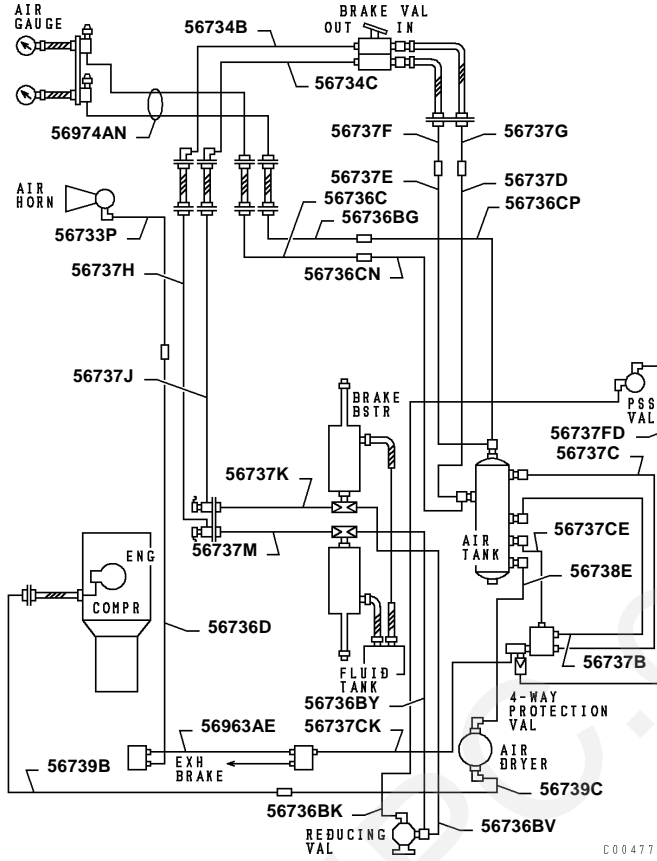 AIR
GAUGE
56734B
BRAKE VAL
OUT IN
56734C
56974AN
56737F
56737G
56737E
56737D
AIR
HORN
56736C
56736CP
56733P
56736BG
56737H
56736CN
56737J
BRAKE
BSTR
PSS
VAL
56737FD
56737C
56737K
56737CE
AIR
TANK
56737M
56738E
ENG
COMPR
56736D
56737B
FLUID
TANK
56736BY
4-WAY
PROTECTION
VAL
56963AE
56737CK
AIR
DRYER
EXH
BRAKE
56739B
56739C
56736BK
56736BV
REDUCING
VAL
C00477